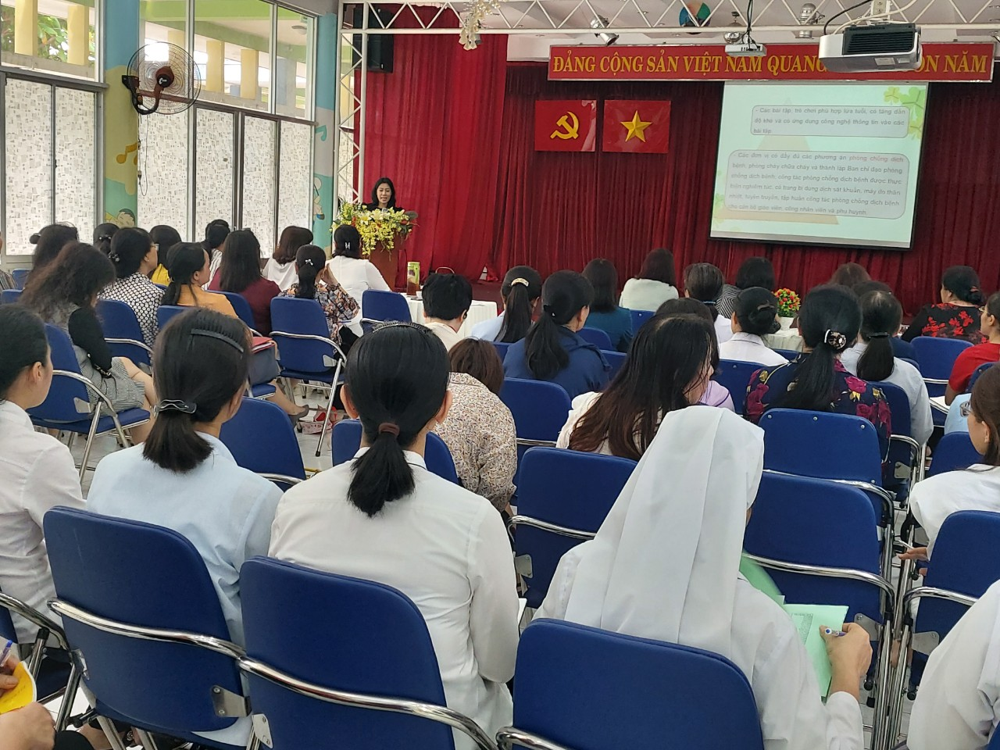 ĐẢNG CỘNG SẢN VIỆT NAM QUANG ON NĂM
- Các bài tập, trò chơi phù hợp lứa tuổi, có tăng dần
độ khó và có ứng dụng công nghệ thông tin vào các
bài tập.
- Các đơn vị có đầy đủ các phương án phòng chống dịch
bệnh, phòng cháy chữa cháy và thành lập Ban chỉ đạo phòng
chống dịch bệnh, công tác phòng chống dịch bệnh được thực
hiện nghiêm túc, có trang bị dung dịch sát khuẩn, máy đo thân
nhiệt, tuyên truyền, tập huấn công tác phòng chống dịch bệnh
cho cán bộ giáo viên, công nhân viên và phụ huynh.